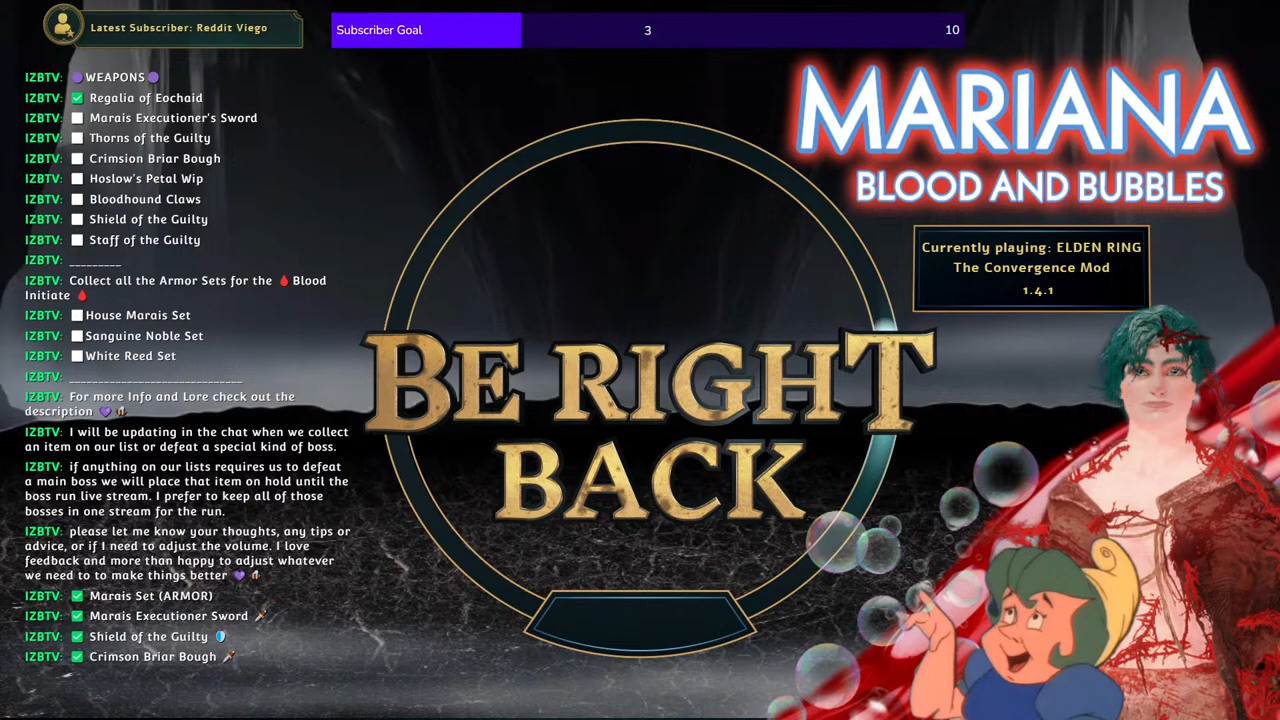 Latest Subscriber: Reddit Viego
Subscriber Goal
3
10
IZBTV: WEAPONS
IZBTV: Regalia of Eochaid
IZBTV: Marais Executioner's Sword
IZBTV: Thorns of the Guilty
IZBTV: Crimsion Briar Bough
IZBTV: Hoslow's Petal Wip
IZBTV: Bloodhound Claws
IZBTV: Shield of the Guilty
IZBTV: Staff of the Guilty
IZBTV: _________
IZBTV: Collect all the Armor Sets for the 🩸Blood
Initiate 🩸
IZBTV: House Marais Set
IZBTV: Sanguine Noble Set
IZBTV: White Reed Set
IZBTV: ______________________________
IZBTV: For more Info and Lore check out the
description 💜
IZBTV: I will be updating in the chat when we collect
an item on our list or defeat a special kind of boss.
IZBTV: if anything on our lists requires us to defeat
a main boss we will place that item on hold until the
boss run live stream. I prefer to keep all of those
bosses in one stream for the run.
IZBTV: please let me know your thoughts, any tips or
advice, or if I need to adjust the volume. I love
feedback and more than happy to adjust whatever
we need to to make things better 💜
IZBTV: ✅ Marais Set (ARMOR)
IZBTV: ✅ Marais Executioner Sword
IZBTV: ✅ Shield of the Guilty
IZBTV: ✅ Crimson Briar Bough
BE RIGHT
BACK
MARIANA
BLOOD AND BUBBLES
Currently playing: ELDEN RING
The Convergence Mod
1.4.1